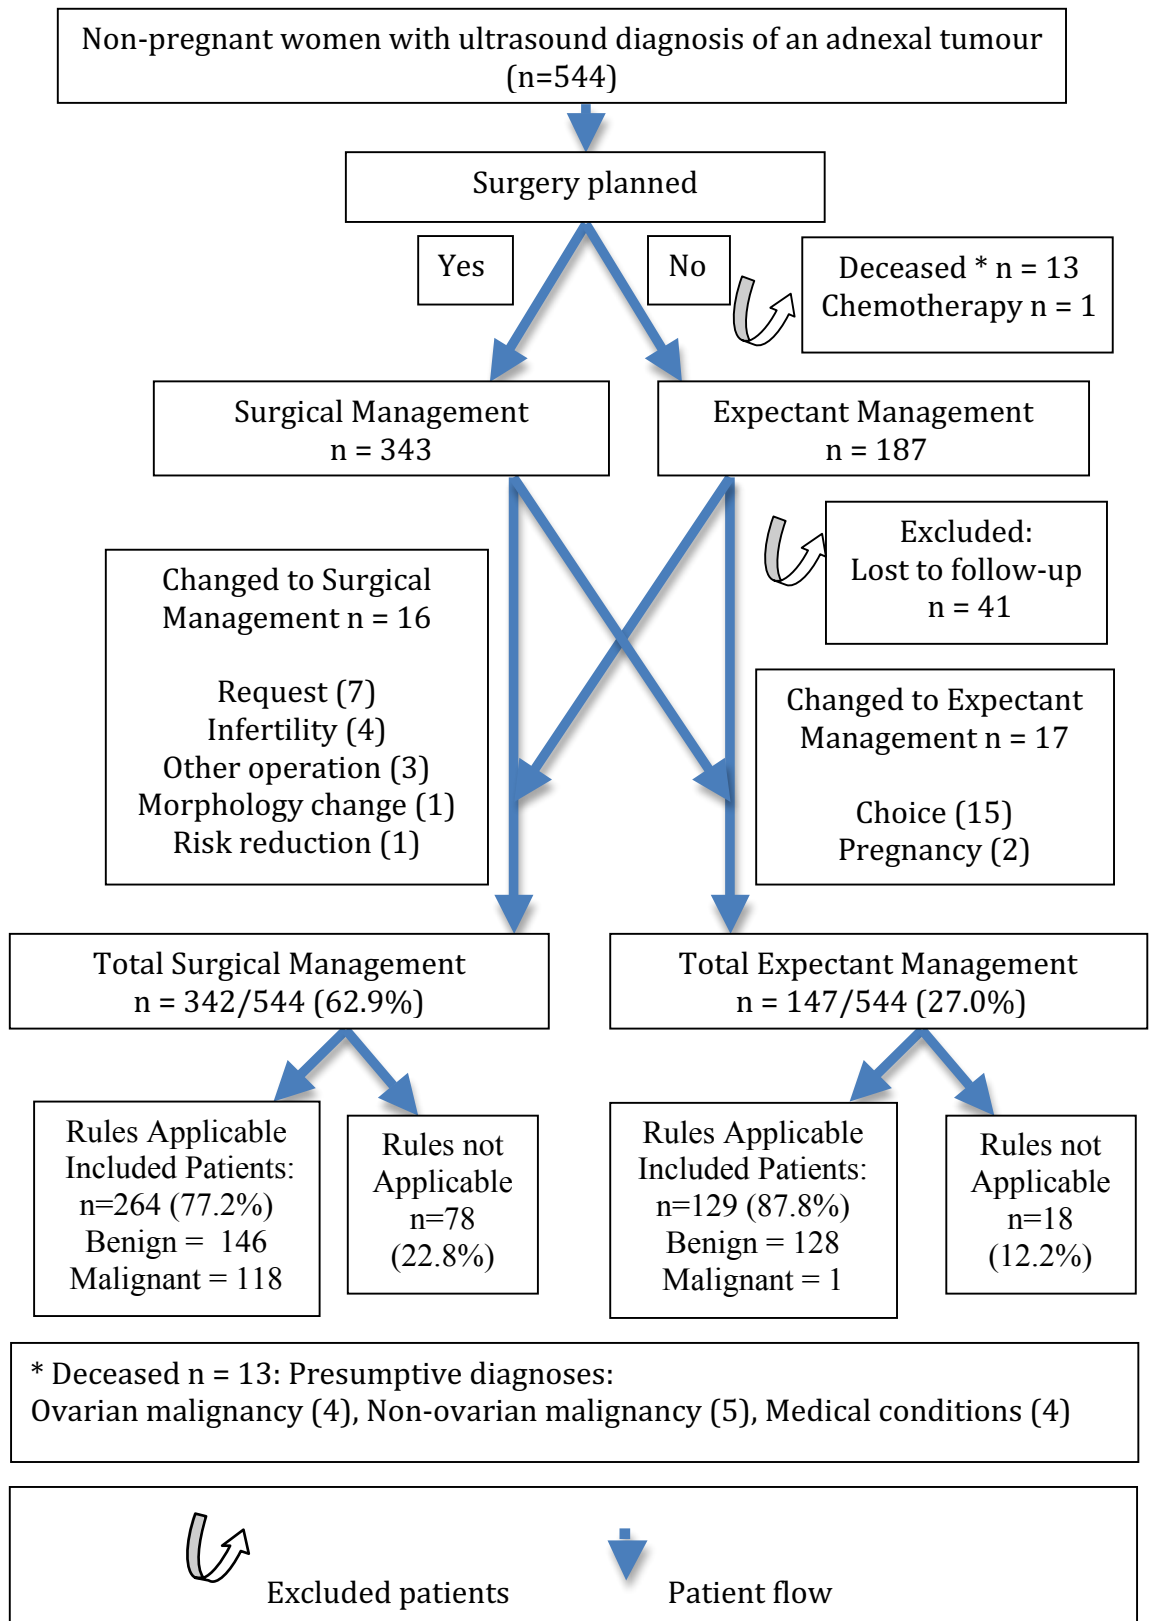 Non-pregnant women with ultrasound diagnosis of an adnexal tumour
(n=544)
Surgery planned
Yes
No
Deceased * n = 13
Chemotherapy n = 1
Surgical Management
n = 343
Expectant Management
n = 187
Excluded:
Lost to follow-up
n = 41
Changed to Surgical
Management n = 16
Request (7)
Infertility (4)
Other operation (3)
Morphology change (1)
Risk reduction (1)
Changed to Expectant
Management n = 17
Choice (15)
Pregnancy (2)
Total Surgical Management
n = 342/544 (62.9%)
Total Expectant Management
n = 147/544 (27.0%)
Rules Applicable
Included Patients:
n=264 (77.2%)
Benign =  146
Malignant = 118
Rules not
Applicable
n=78
(22.8%)
Rules Applicable
Included Patients:
n=129 (87.8%)
Benign = 128
Malignant = 1
Rules not
Applicable
n=18
(12.2%)
* Deceased n = 13: Presumptive diagnoses:
Ovarian malignancy (4), Non-ovarian malignancy (5), Medical conditions (4)
Excluded patients
Patient flow